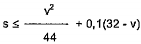 s ≤ v²/44 + 0,1(32 - v)